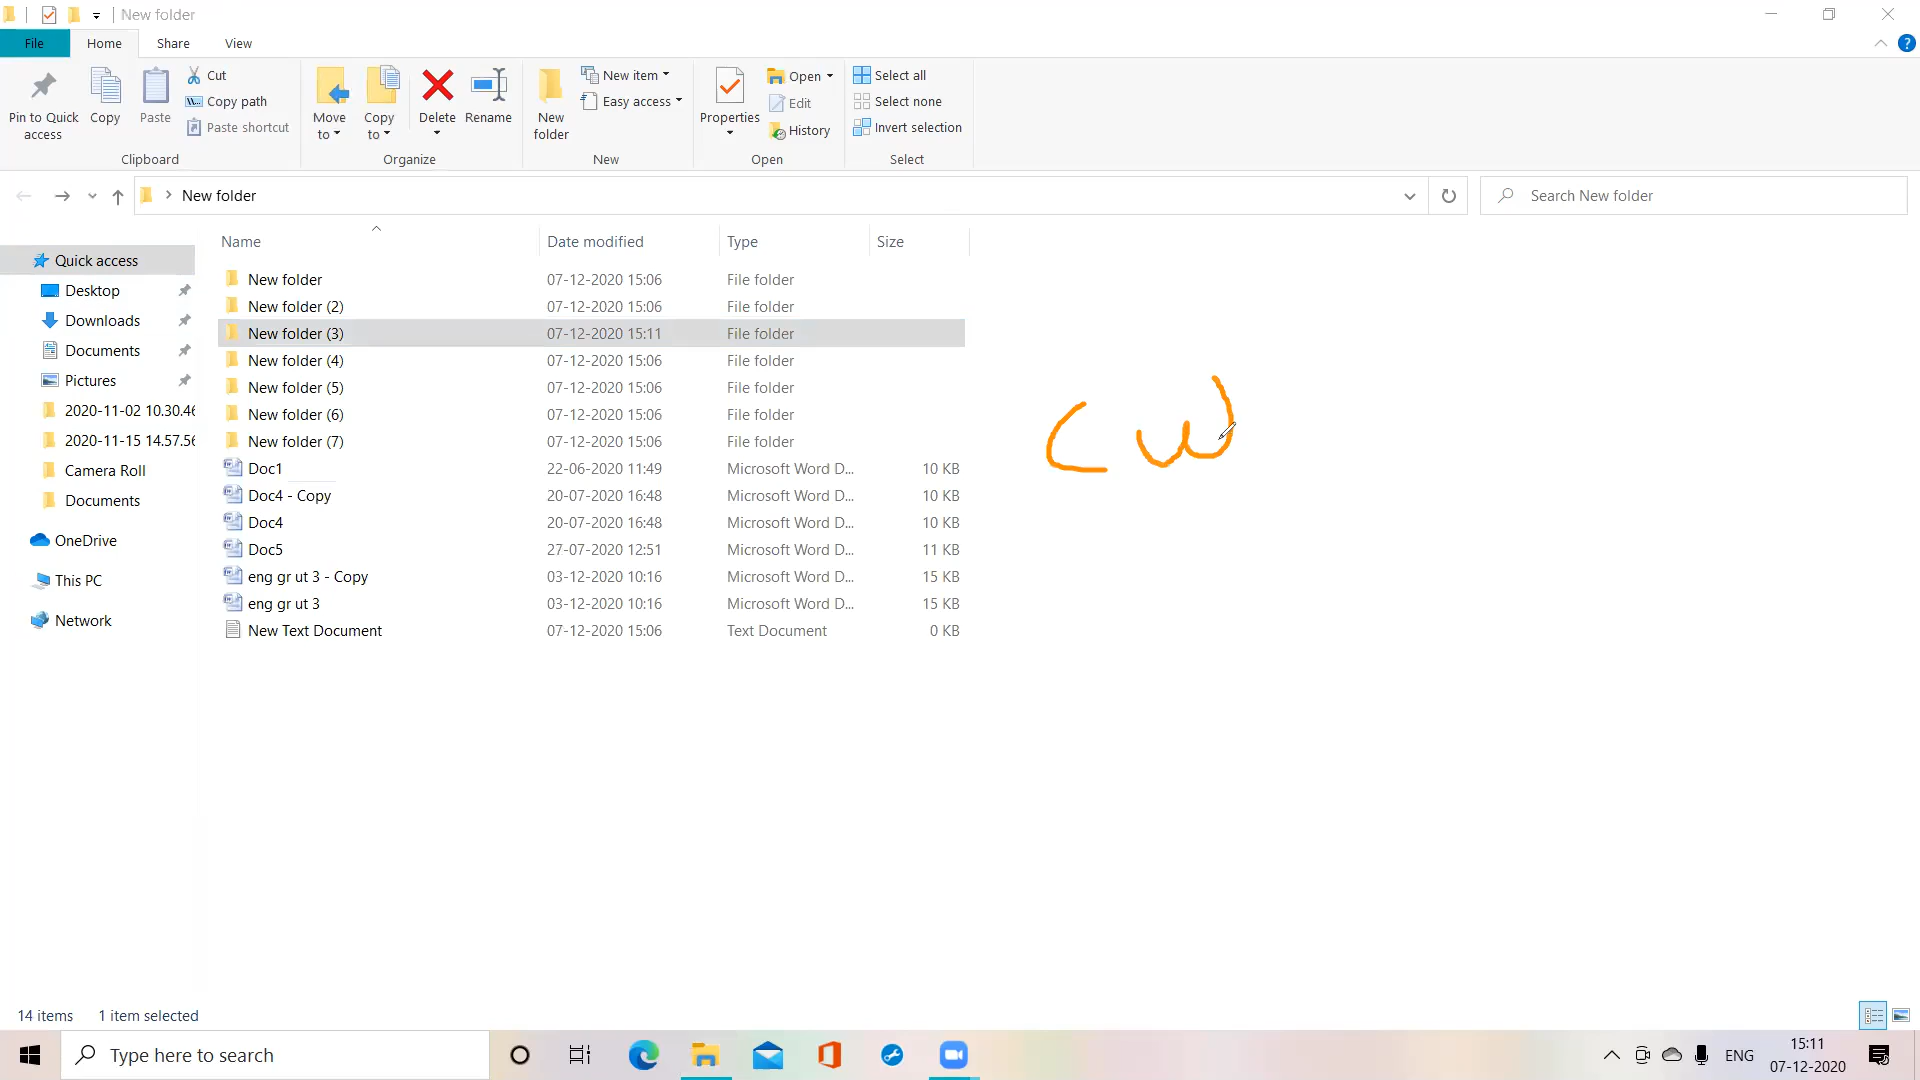 New folder
File Home Share View
Pin to Quick access Copy Paste Cut Copy path Paste shortcut Clipboard
Move to Copy to Delete Rename Organize
New folder New item Easy access New
Properties Open Edit History Open
Select all Select none Invert selection Select
New folder Search New folder
Name Date modified Type Size
Quick access
Desktop
Downloads
Documents
Pictures
2020-11-02 10.30.46
2020-11-15 14.57.56
Camera Roll
Documents
OneDrive
This PC
Network
New folder 07-12-2020 15:06 File folder
New folder (2) 07-12-2020 15:06 File folder
New folder (3) 07-12-2020 15:11 File folder
New folder (4) 07-12-2020 15:06 File folder
New folder (5) 07-12-2020 15:06 File folder
New folder (6) 07-12-2020 15:06 File folder
New folder (7) 07-12-2020 15:06 File folder
Doc1 22-06-2020 11:49 Microsoft Word D... 10 KB
Doc4 - Copy 20-07-2020 16:48 Microsoft Word D... 10 KB
Doc4 20-07-2020 16:48 Microsoft Word D... 10 KB
Doc5 27-07-2020 12:51 Microsoft Word D... 11 KB
eng gr ut 3 - Copy 03-12-2020 10:16 Microsoft Word D... 15 KB
eng gr ut 3 03-12-2020 10:16 Microsoft Word D... 15 KB
New Text Document 07-12-2020 15:06 Text Document 0 KB
c w
14 items 1 item selected
Type here to search ENG 15:11
07-12-2020